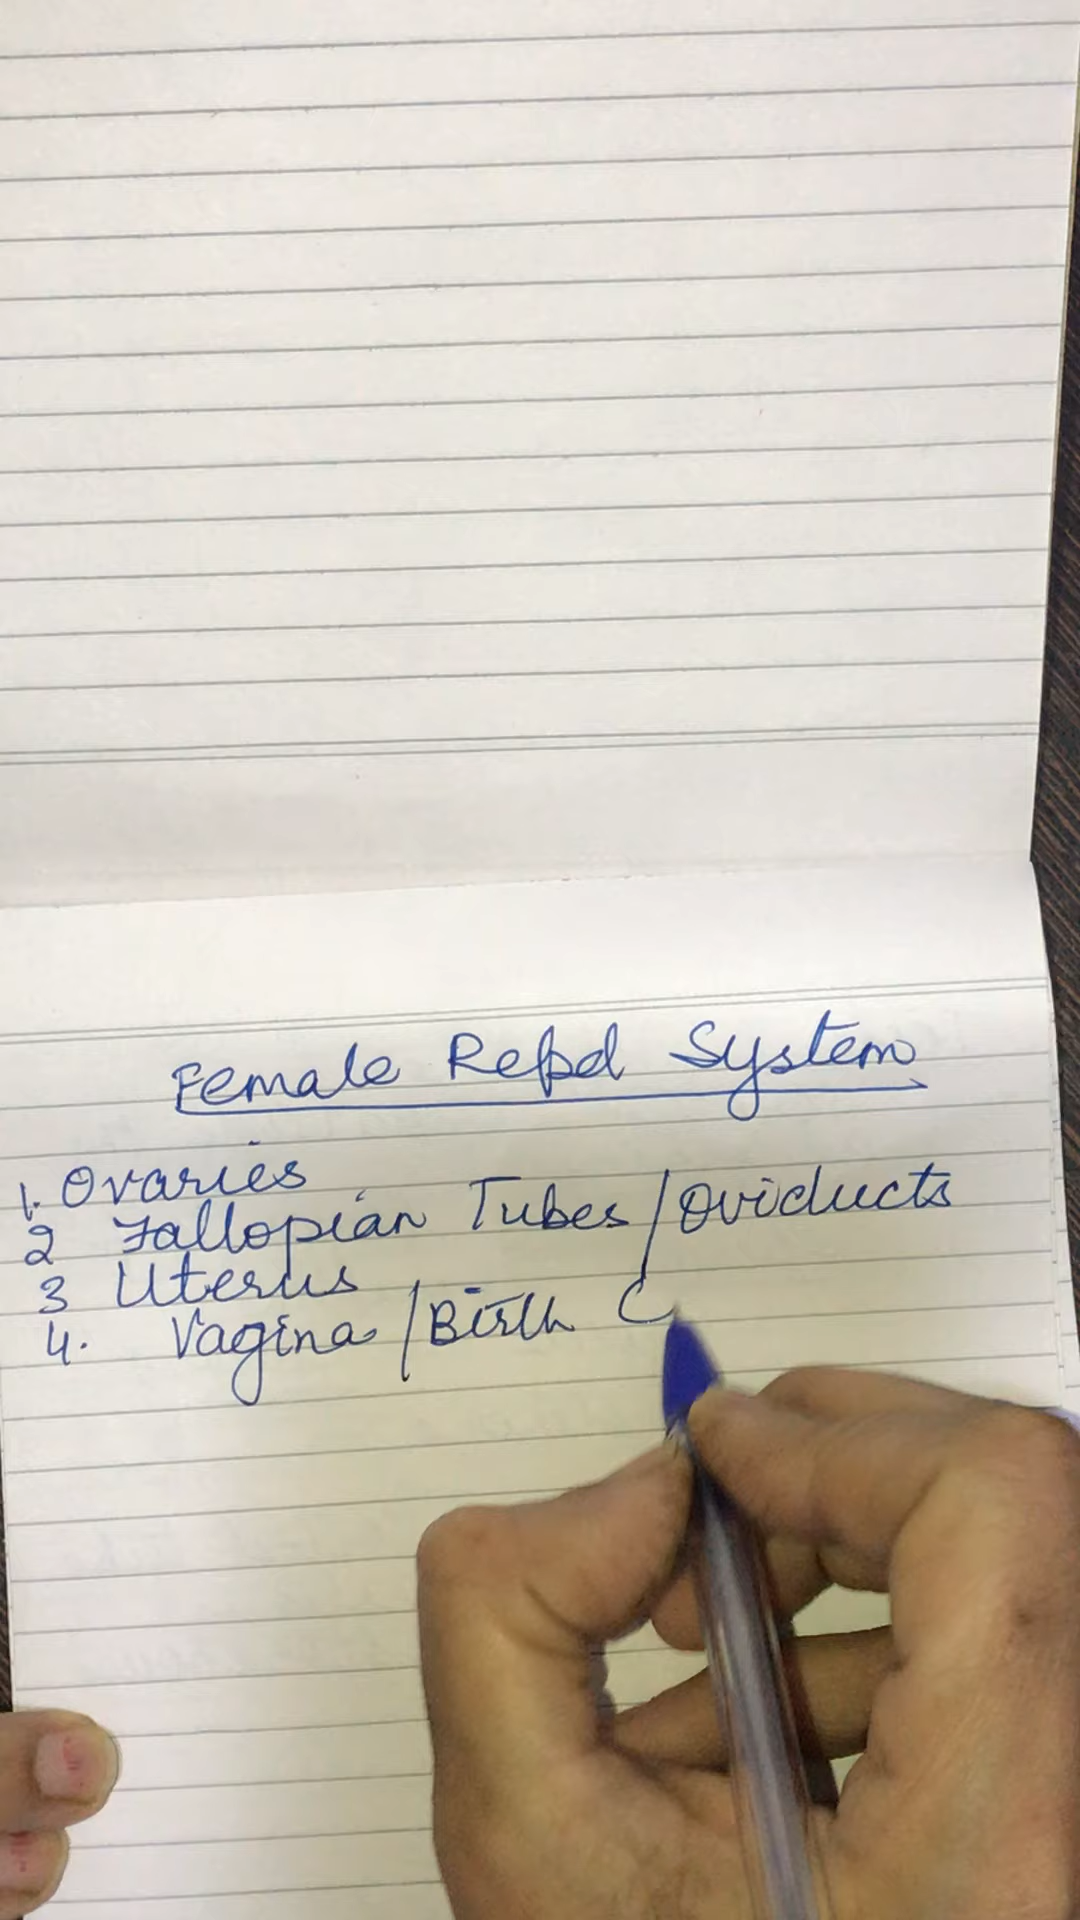 Female Repd System
1. Ovaries
2 Fallopian Tubes / Oviducts
3 Uterus
4. Vagina / Birth C